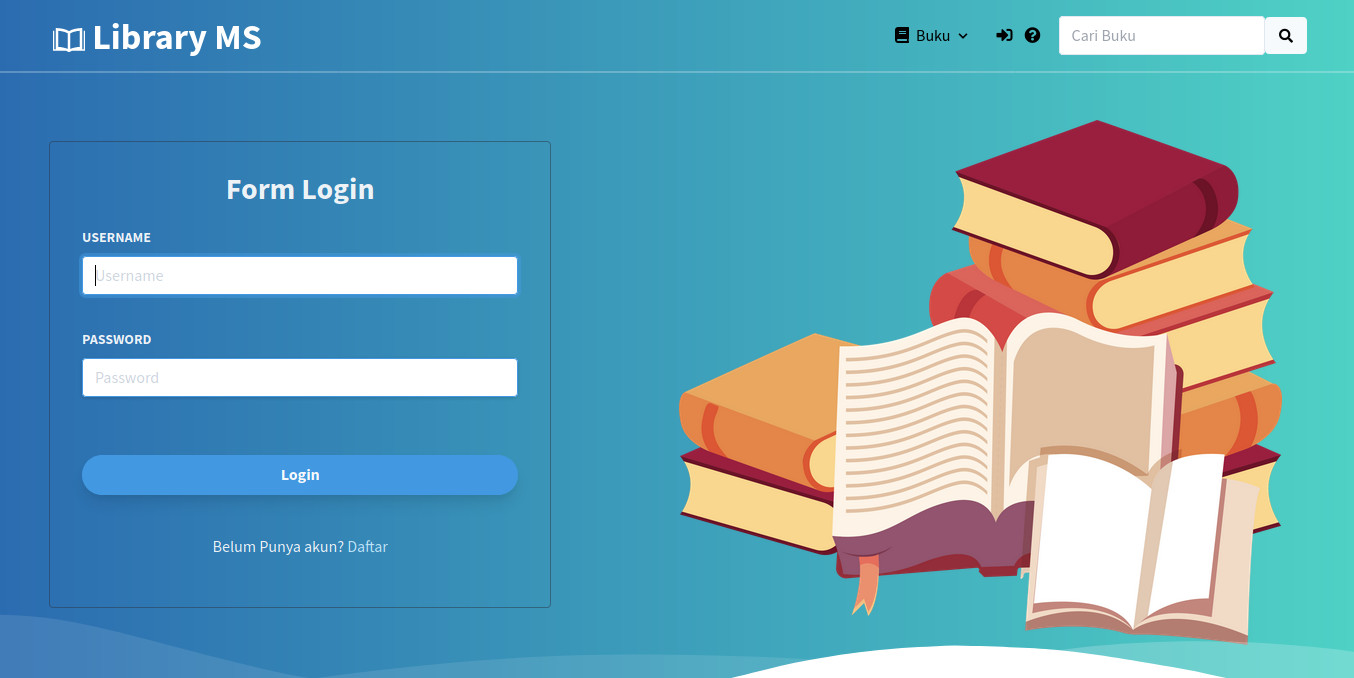 Library MS
Buku
Cari Buku
Form Login
USERNAME
Username
PASSWORD
Password
Login
Belum Punya akun? Daftar